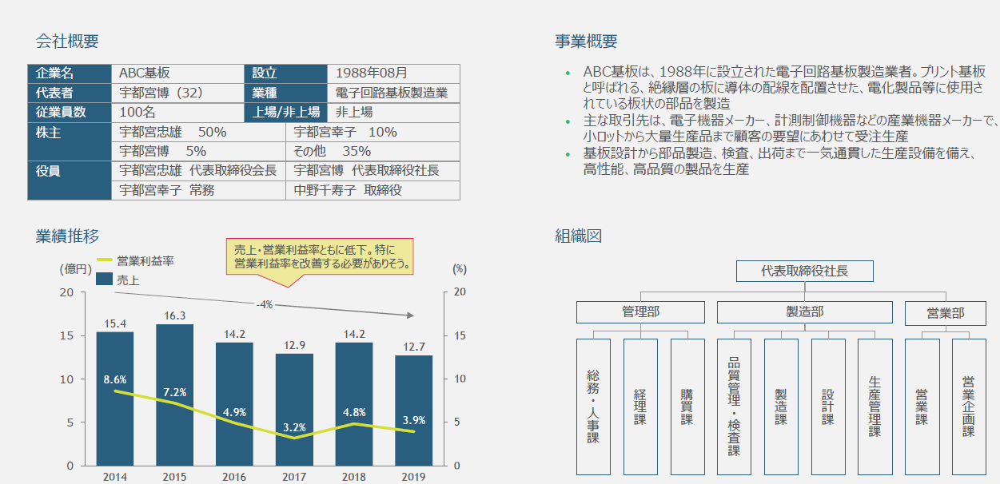 会社概要
企業名 ABC基板 設立 1988年08月
代表者 宇都宮博（32） 業種 電子回路基板製造業
従業員数 100名 上場/非上場 非上場
株主 宇都宮忠雄 50% 宇都宮幸子 10%
宇都宮博 5% その他 35%
役員 宇都宮忠雄 代表取締役会長 宇都宮博 代表取締役社長
宇都宮幸子 常務 中野千寿子 取締役
事業概要
• ABC基板は、1988年に設立された電子回路基板製造業者。プリント基板
と呼ばれる、絶縁層の板に導体の配線を配置させた、電化製品等に使用さ
れている板状の部品を製造
• 主な取引先は、電子機器メーカー、計測制御機器などの産業機器メーカーで、
小ロットから大量生産品まで顧客の要望にあわせて受注生産
• 基板設計から部品製造、検査、出荷まで一気通貫した生産設備を備え、
高性能、高品質の製品を生産
業績推移
売上・営業利益率ともに低下。特に
営業利益率を改善する必要がありそう。
(億円)
営業利益率
売上
(%)
20
15
10
5
0
-4%
15.4 16.3 14.2 12.9 14.2 12.7
8.6% 7.2% 4.9% 3.2% 4.8% 3.9%
20
15
10
5
0
2014 2015 2016 2017 2018 2019
組織図
代表取締役社長
管理部 製造部 営業部
総務・人事課
経理課
購買課
品質管理・検査課
製造課
設計課
生産管理課
営業課
営業企画課